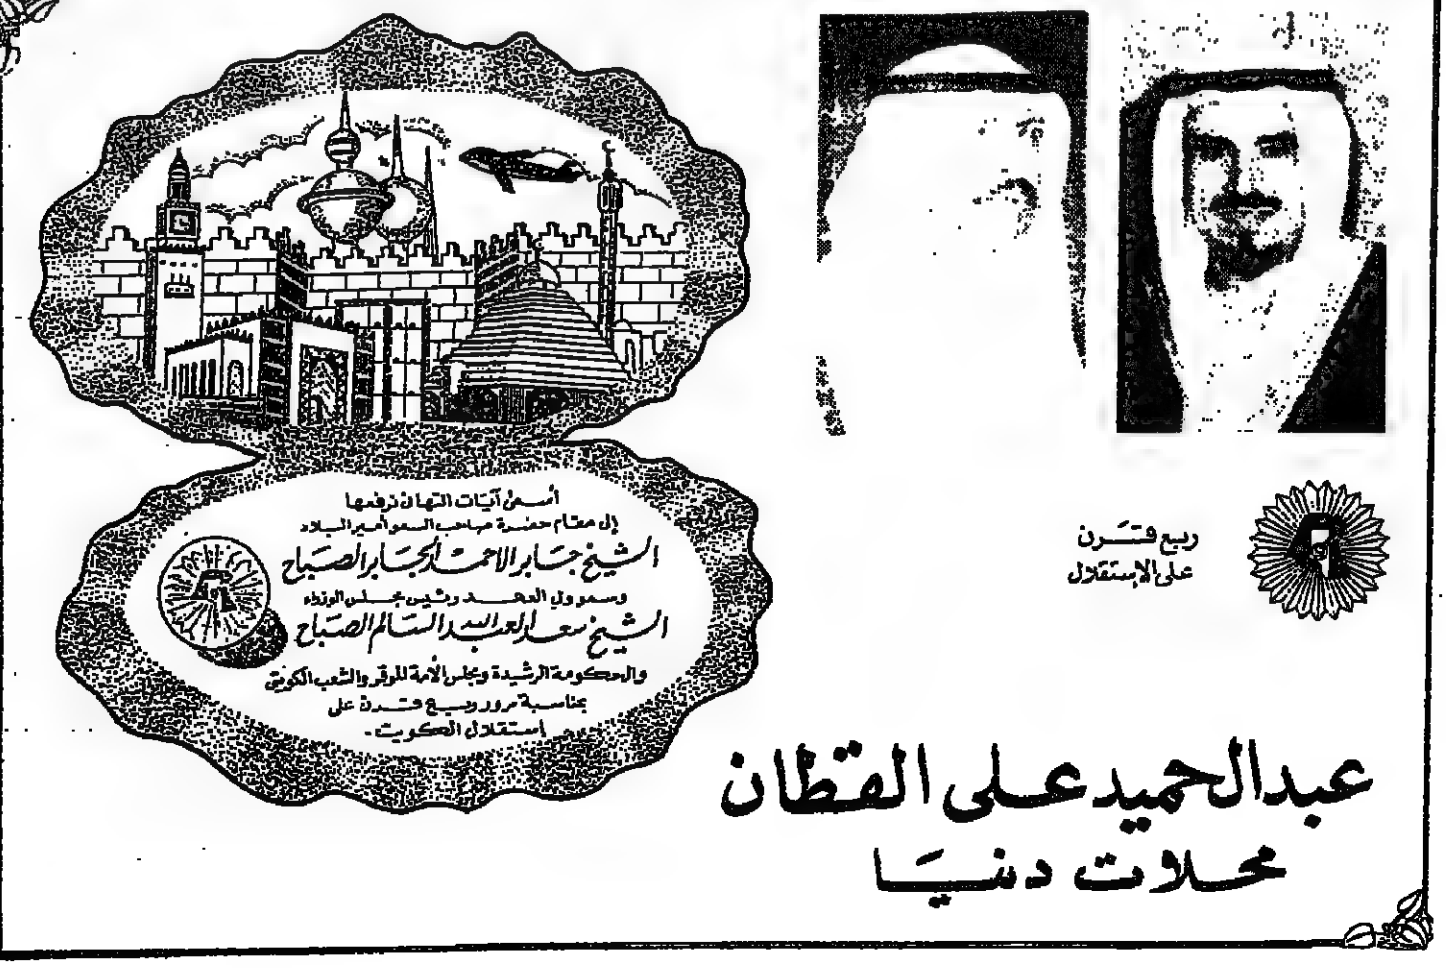 أسمى آيات التهاني نرفعها
إلى مقام حضرة صاحب السمو أمير البلاد
الشيخ جابر الاحمد الجابر الصباح
وسمو ولي العهد ورئيس مجلس الوزراء
الشيخ سعد العبدالله السالم الصباح
والحكومة الرشيدة ومجلس الأمة الموقر والشعب الكويتي
بمناسبة مرور ربع قرن على
استقلال الكويت .
ربع قرن
على الإستقلال
عبدالحميد على القطان
محلات دنيا